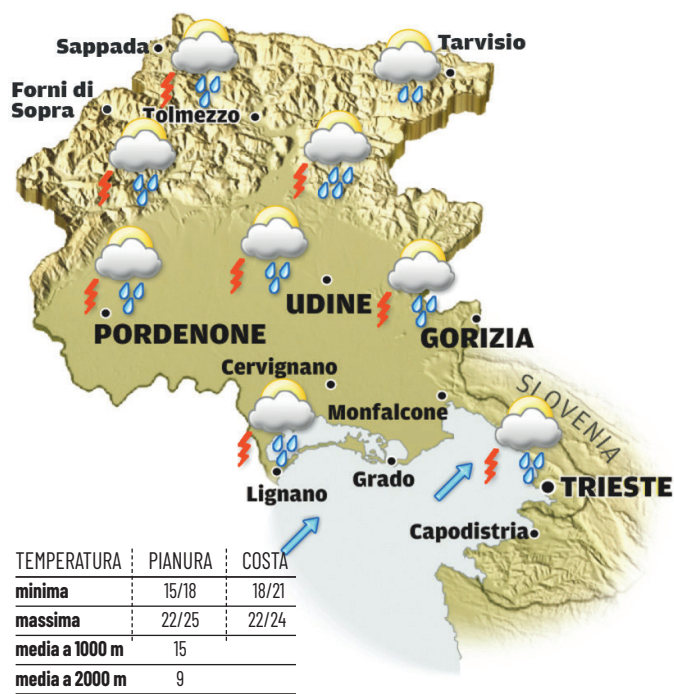 Sappada
Tarvisio
Forni di
Sopra
Tolmezzo
UDINE
PORDENONE
GORIZIA
Cervignano
SLOVENIA
Monfalcone
Grado
Lignano
TRIESTE
Capodistria
TEMPERATURA PIANURA COSTA
minima 15/18 18/21
massima 22/25 22/24
media a 1000 m 15
media a 2000 m 9